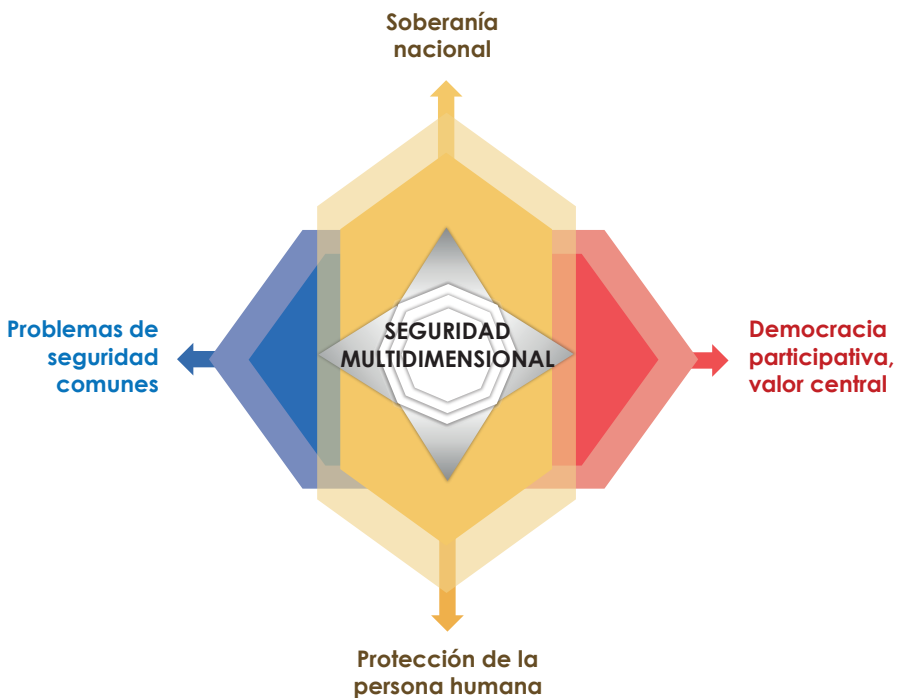 Soberanía
nacional
Problemas de
seguridad
comunes
SEGURIDAD
MULTIDIMENSIONAL
Democracia
participativa,
valor central
Protección de la
persona humana